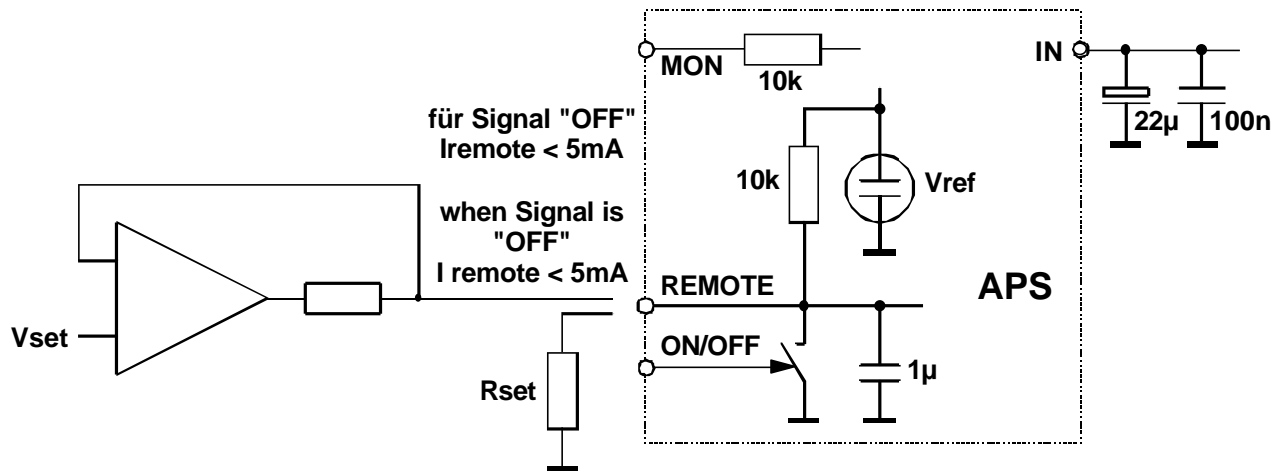 MON
10k
IN
22µ
100n
für Signal "OFF"
Iremote < 5mA
10k
Vref
when Signal is
"OFF"
I remote < 5mA
REMOTE
APS
Vset
ON/OFF
1µ
Rset